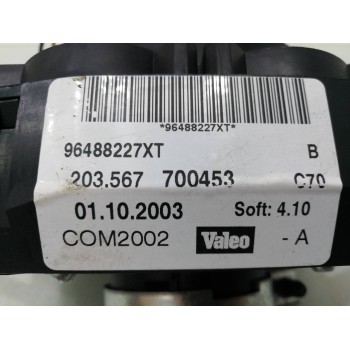 *96488227XT*
96488227XT B
203.567 700453 C70
01.10.2003 Soft: 4.10
COM2002 Valeo - A